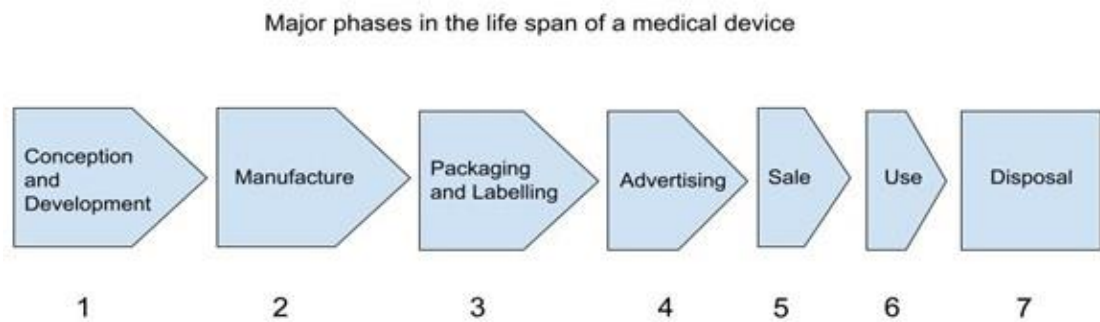 Major phases in the life span of a medical device
Conception
and
Development
Manufacture
Packaging
and Labelling
Advertising
Sale
Use
Disposal
1
2
3
4
5
6
7